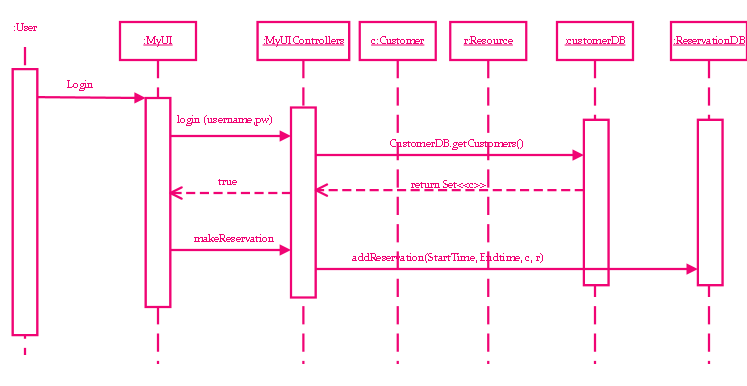 :User
:MyUI
:MyUIControllers
c:Customer
r:Resource
:customerDB
:ReservationDB
Login
login (username,pw)
CustomerDB.getCustomers()
true
return Set<<c>>
makeReservation
addReservation(StartTime, Endtime, c, r)